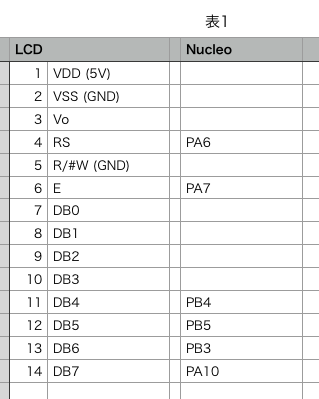 表1
LCD Nucleo
1 VDD (5V)
2 VSS (GND)
3 Vo
4 RS PA6
5 R/#W (GND)
6 E PA7
7 DB0
8 DB1
9 DB2
10 DB3
11 DB4 PB4
12 DB5 PB5
13 DB6 PB3
14 DB7 PA10